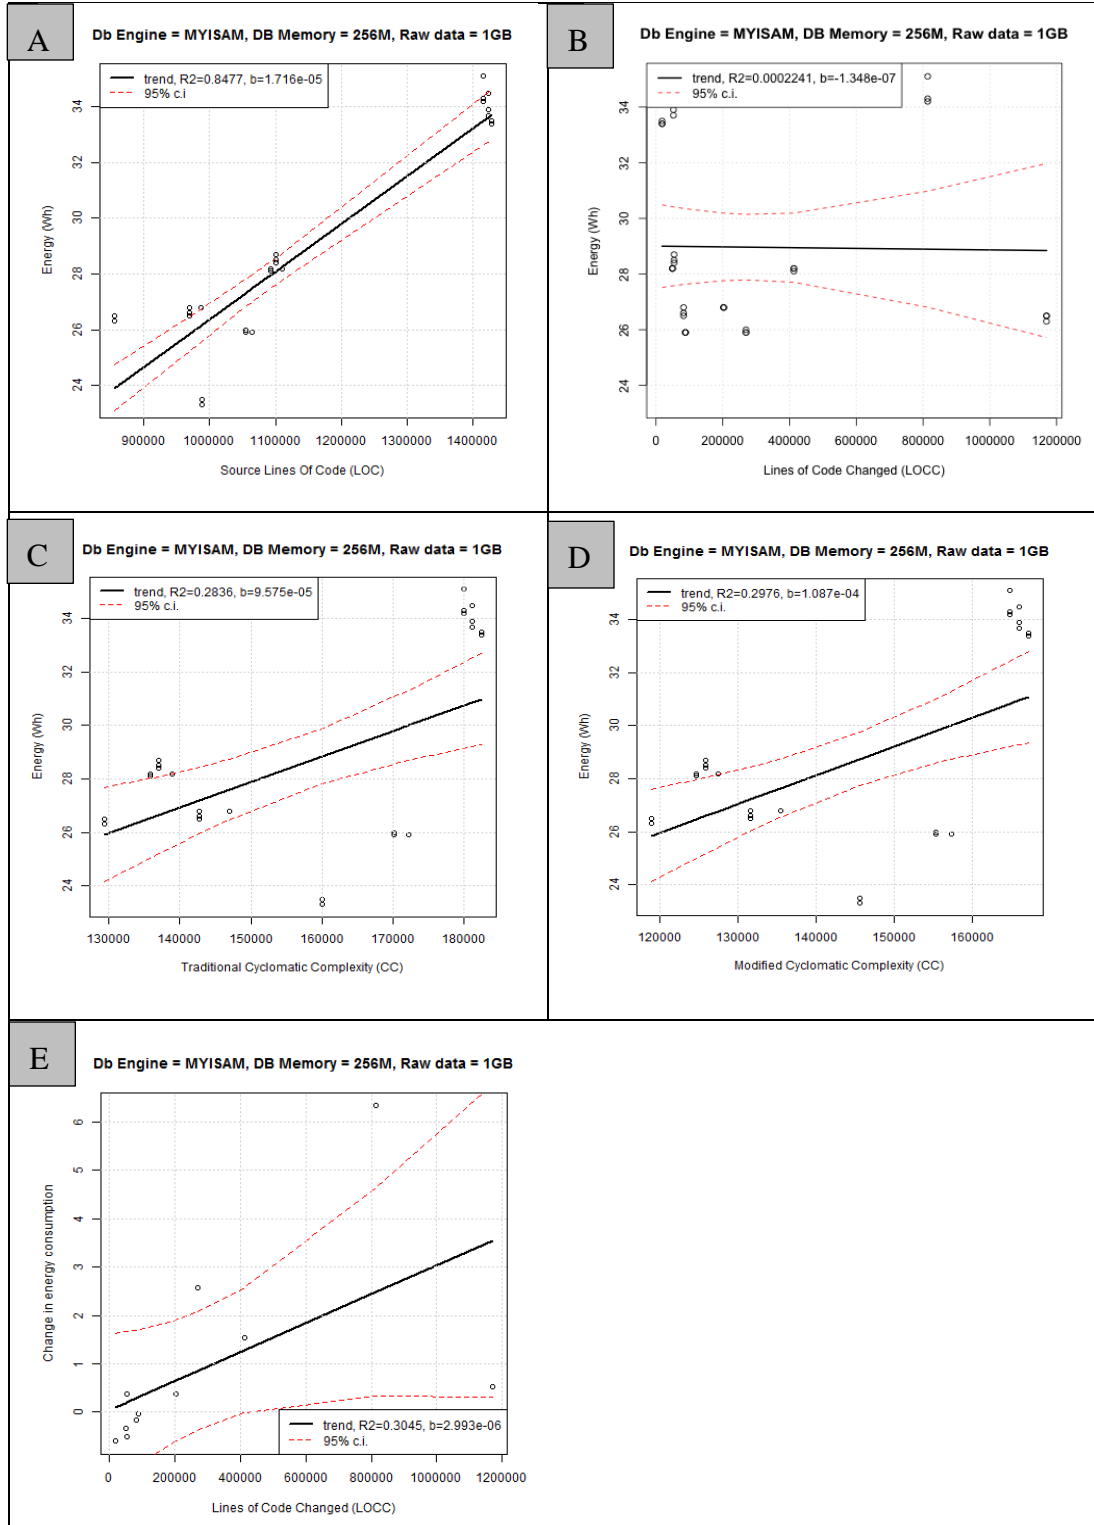 A
Db Engine = MYISAM, DB Memory = 256M, Raw data = 1GB
trend, R2=0.8477, b=1.716e-05
95% c.i
Energy (Wh)
34
32
30
28
26
24
900000 1000000 1100000 1200000 1300000 1400000
Source Lines Of Code (LOC)
B
Db Engine = MYISAM, DB Memory = 256M, Raw data = 1GB
trend, R2=0.0002241, b=-1.348e-07
95% c.i.
Energy (Wh)
34
32
30
28
26
24
0 200000 400000 600000 800000 1000000 1200000
Lines of Code Changed (LOCC)
C
Db Engine = MYISAM, DB Memory = 256M, Raw data = 1GB
trend, R2=0.2836, b=9.575e-05
95% c.i.
Energy (Wh)
34
32
30
28
26
24
130000 140000 150000 160000 170000 180000
Traditional Cyclomatic Complexity (CC)
D
Db Engine = MYISAM, DB Memory = 256M, Raw data = 1GB
trend, R2=0.2976, b=1.087e-04
95% c.i.
Energy (Wh)
34
32
30
28
26
24
120000 130000 140000 150000 160000
Modified Cyclomatic Complexity (CC)
E
Db Engine = MYISAM, DB Memory = 256M, Raw data = 1GB
Change in energy consumption
6
5
4
3
2
1
0
trend, R2=0.3045, b=2.993e-06
95% c.i.
0 200000 400000 600000 800000 1000000 1200000
Lines of Code Changed (LOCC)